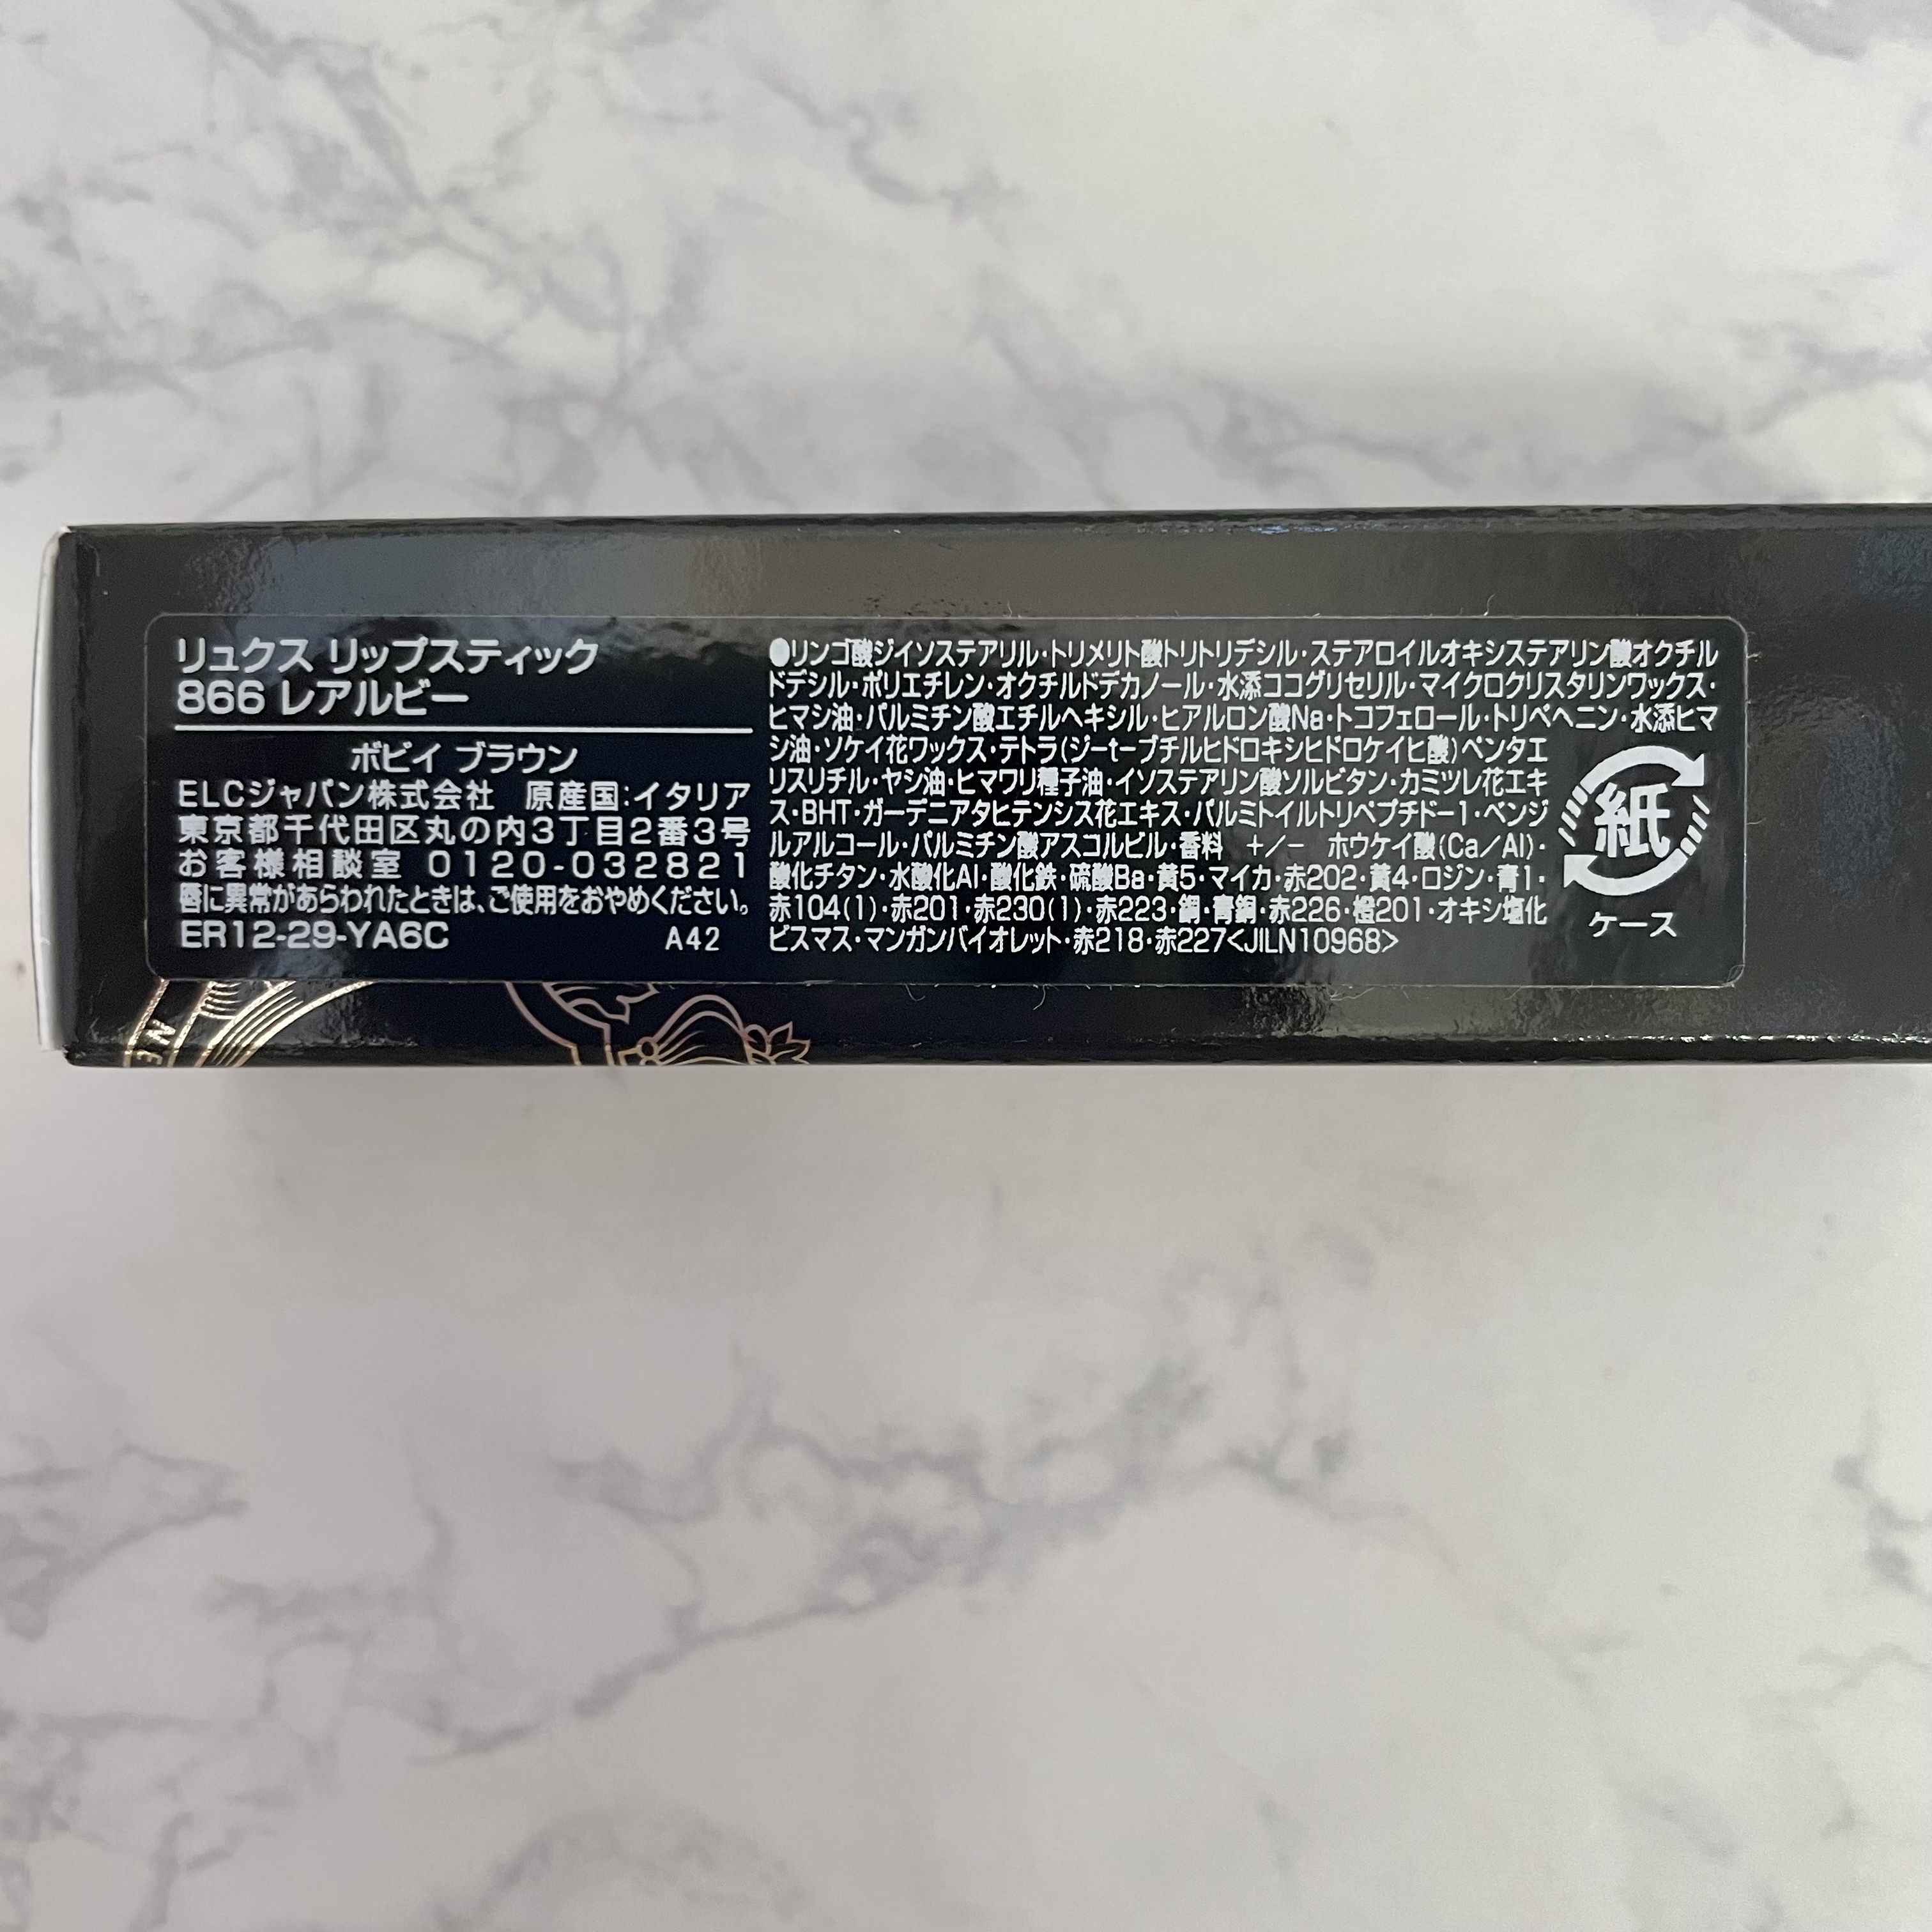 リュクス リップスティック
866 レアルビー
ボビイ ブラウン
ELCジャパン株式会社 原産国:イタリア
東京都千代田区丸の内3丁目2番3号
お客様相談室 0120-032821
唇に異常があらわれたときは、ご使用をおやめください。
ER12-29-YA6C A42
●リンゴ酸ジイソステアリル・トリメリト酸トリトリデシル・ステアロイルオキシステアリン酸オクチル
ドデシル・ポリエチレン・オクチルドデカノール・水添ココグリセリル・マイクロクリスタリンワックス・
ヒマシ油・パルミチン酸エチルヘキシル・ヒアルロン酸Na・トコフェロール・トリベヘニン・水添ヒマ
シ油・ソケイ花ワックス・テトラ(ジーtーブチルヒドロキシヒドロケイヒ酸)ペンタエ
リスリチル・ヤシ油・ヒマワリ種子油・イソステアリン酸ソルビタン・カミツレ花エキ
ス・BHT・ガーデニアタヒテンシス花エキス・パルミトイルトリペプチドー1・ベンジ
ルアルコール・パルミチン酸アスコルビル・香料 +/− ホウケイ酸(Ca/Al)・
酸化チタン・水酸化Al・酸化鉄・硫酸Ba・黄5・マイカ・赤202・黄4・ロジン・青1・
赤104(1)・赤201・赤230(1)・赤223・銅・青銅・赤226・橙201・オキシ塩化
ビスマス・マンガンバイオレット・赤218・赤227<JILN10968>
紙
ケース
NE